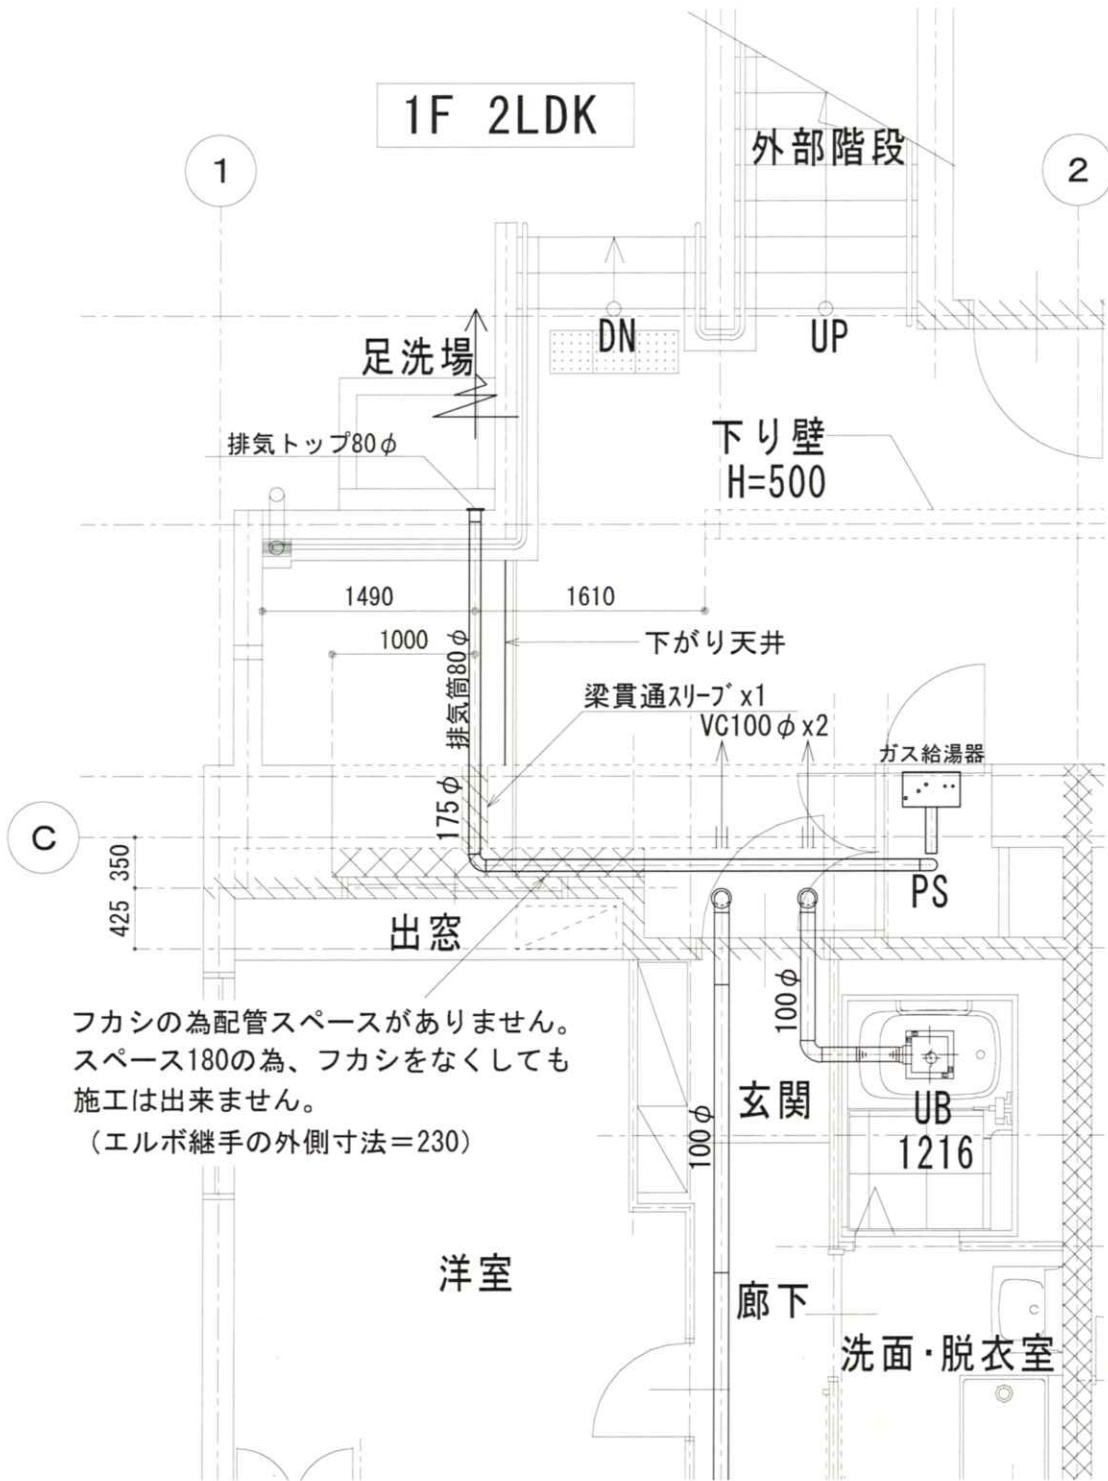 1F 2LDK
1
外部階段
2
DN
UP
足洗場
排気トップ80φ
下り壁
H=500
1490
1610
1000
下がり天井
排気筒80φ
梁貫通スリーブx1
VC100φx2
ガス給湯器
175φ
C
350
425
PS
出窓
フカシの為配管スペースがありません。
スペース180の為、フカシをなくしても
施工は出来ません。
（エルボ継手の外側寸法＝230）
100φ
100φ
玄関
UB
1216
洋室
廊下
洗面・脱衣室